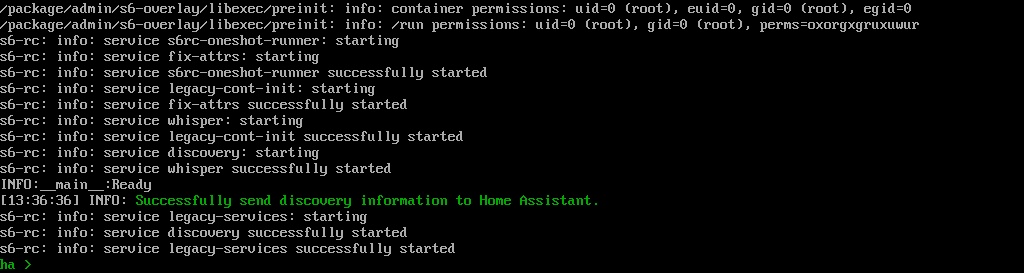 /package/admin/s6-overlay/libexec/preinit: info: container permissions: uid=0 (root), euid=0, gid=0 (root), egid=0
/package/admin/s6-overlay/libexec/preinit: info: /run permissions: uid=0 (root), gid=0 (root), perms=oxorgxgruxuwur
s6-rc: info: service s6rc-oneshot-runner: starting
s6-rc: info: service fix-attrs: starting
s6-rc: info: service s6rc-oneshot-runner successfully started
s6-rc: info: service legacy-cont-init: starting
s6-rc: info: service fix-attrs successfully started
s6-rc: info: service whisper: starting
s6-rc: info: service legacy-cont-init successfully started
s6-rc: info: service discovery: starting
s6-rc: info: service whisper successfully started
INFO:__main__:Ready
[13:36:36] INFO: Successfully send discovery information to Home Assistant.
s6-rc: info: service legacy-services: starting
s6-rc: info: service discovery successfully started
s6-rc: info: service legacy-services successfully started
ha >